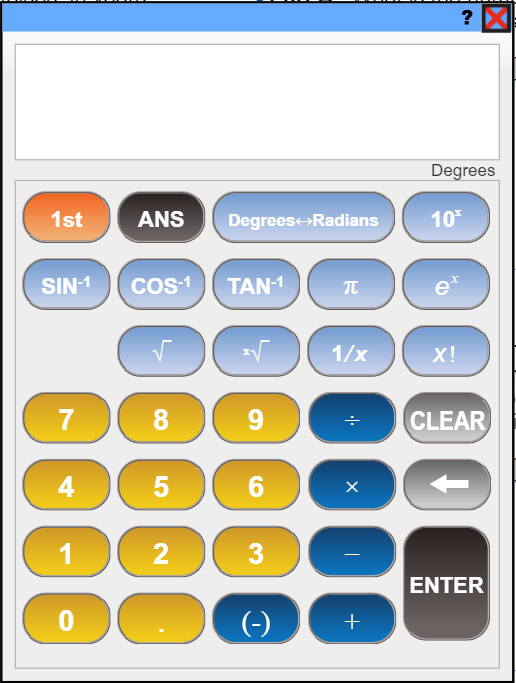 ?
Degrees
1st ANS Degrees↔Radians 10ˣ
SIN⁻¹ COS⁻¹ TAN⁻¹ π eˣ
√ ˣ√ 1/x x!
7 8 9 ÷ CLEAR
4 5 6 ×
1 2 3 − ENTER
0 . (-) +